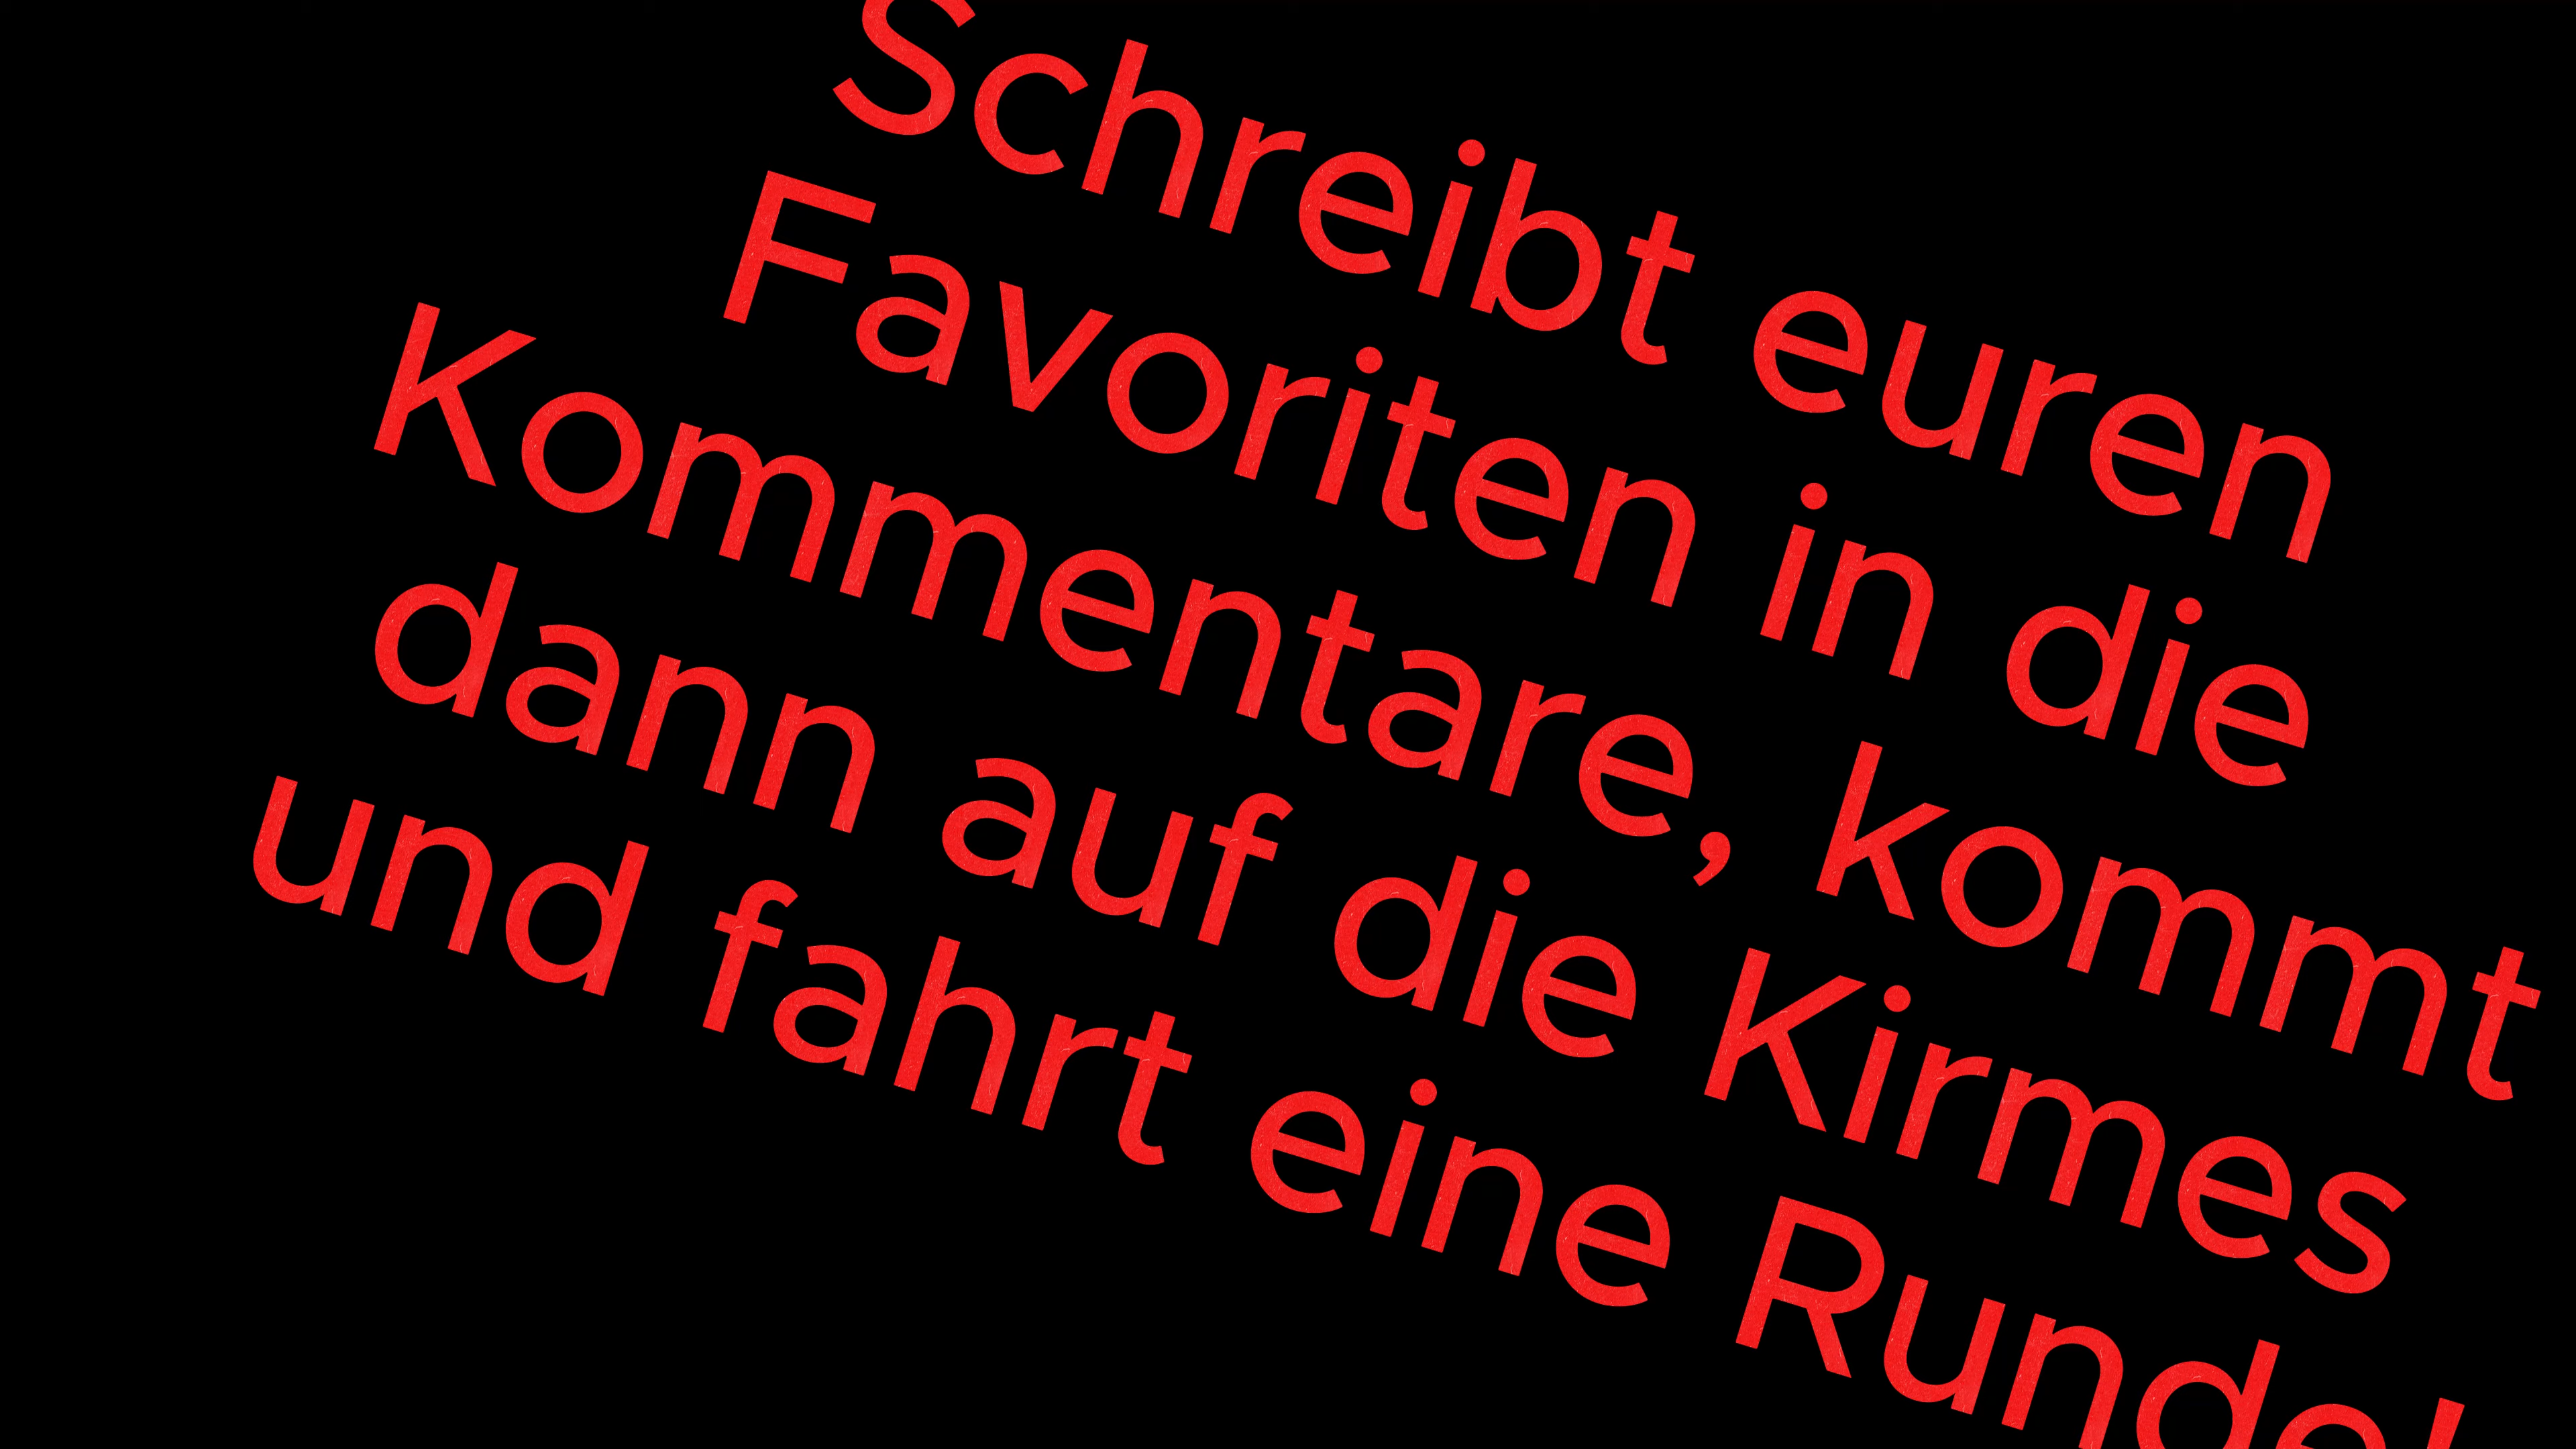 Schreibt euren
Favoriten in die
Kommentare, kommt
dann auf die Kirmes
und fahrt eine Runde!